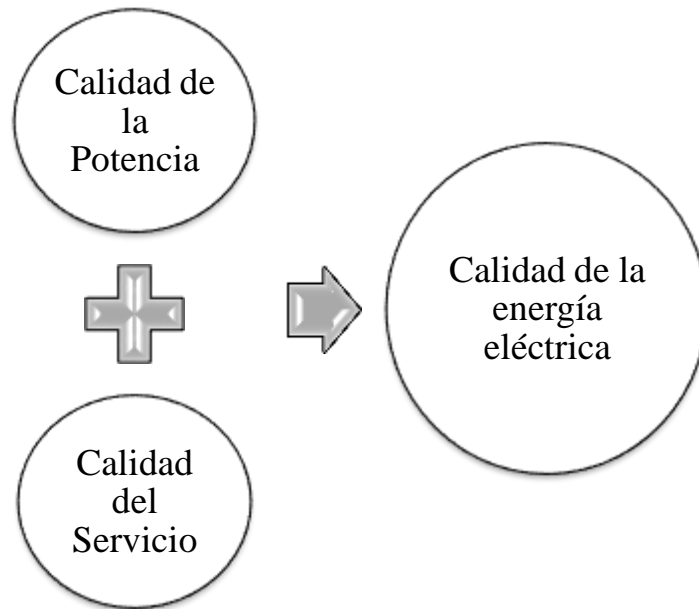 Calidad de
la
Potencia
Calidad
del
Servicio
Calidad de la
energía
eléctrica